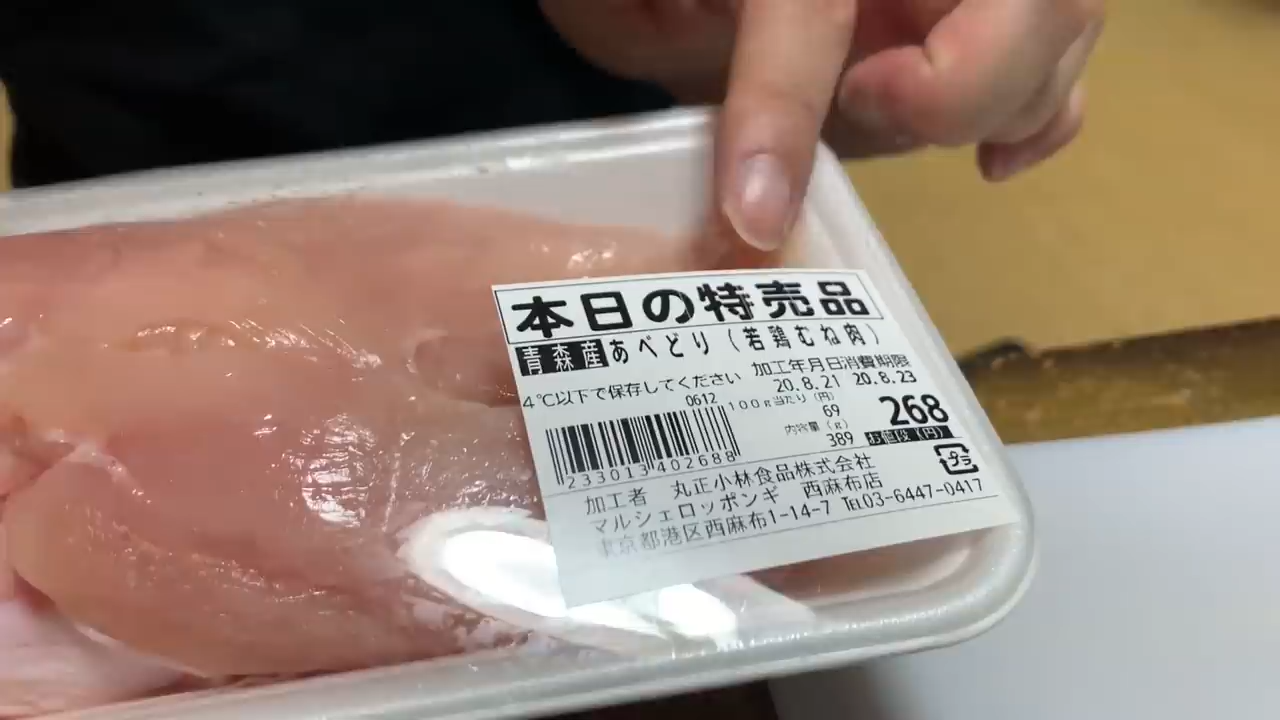 本日の特売品
青森産あべどり(若鶏むね肉)
4℃以下で保存してください
加工年月日 消費期限
20.8.21 20.8.23
0612
100g当たり(円)
69
内容量(g)
389
268
お値段(円)
233013402688
プラ
加工者 丸正小林食品株式会社
マルシェロッポンギ 西麻布店
東京都港区西麻布1-14-7 TEL03-6447-0417